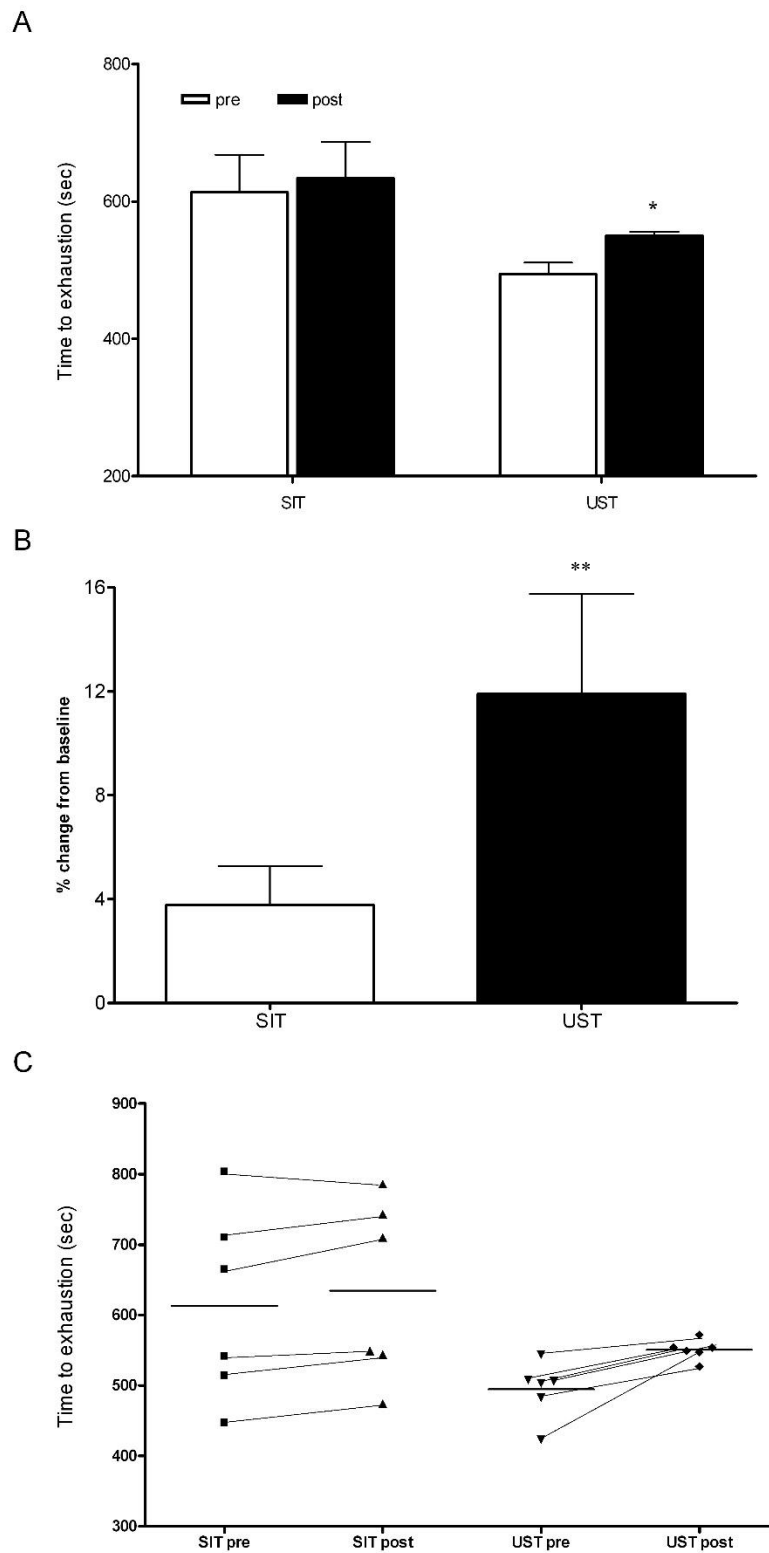 A
800
pre post
600
Time to exhaustion (sec)
*
400
200
SIT UST
B
**
16
12
% change from baseline
8
4
0
SIT UST
C
900
800
700
Time to exhaustion (sec)
600
500
400
300
SIT pre SIT post UST pre UST post